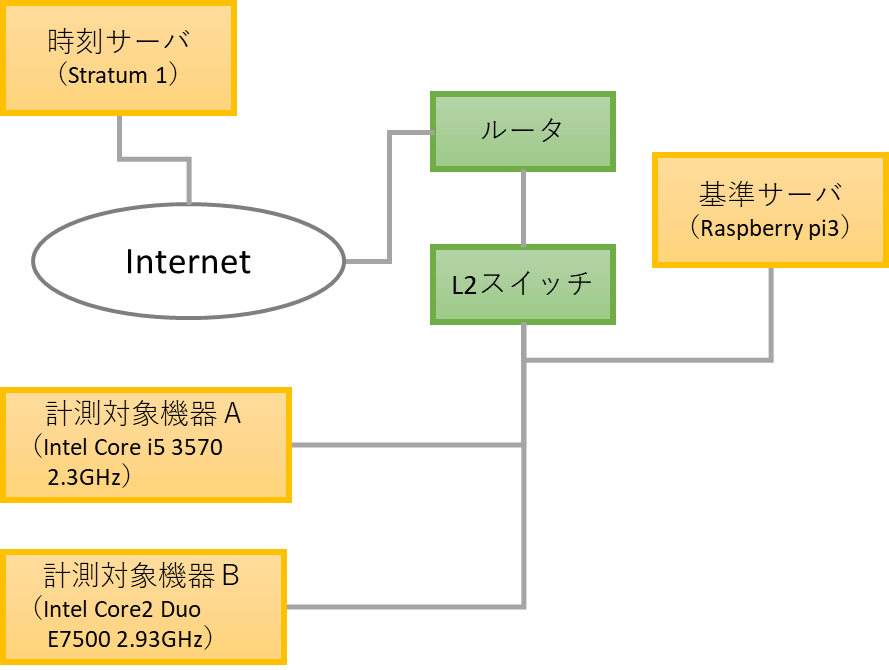 時刻サーバ
（Stratum 1）
ルータ
基準サーバ
（Raspberry pi3）
Internet
L2スイッチ
計測対象機器Ａ
（Intel Core i5 3570
2.3GHz）
計測対象機器Ｂ
（Intel Core2 Duo
E7500 2.93GHz）